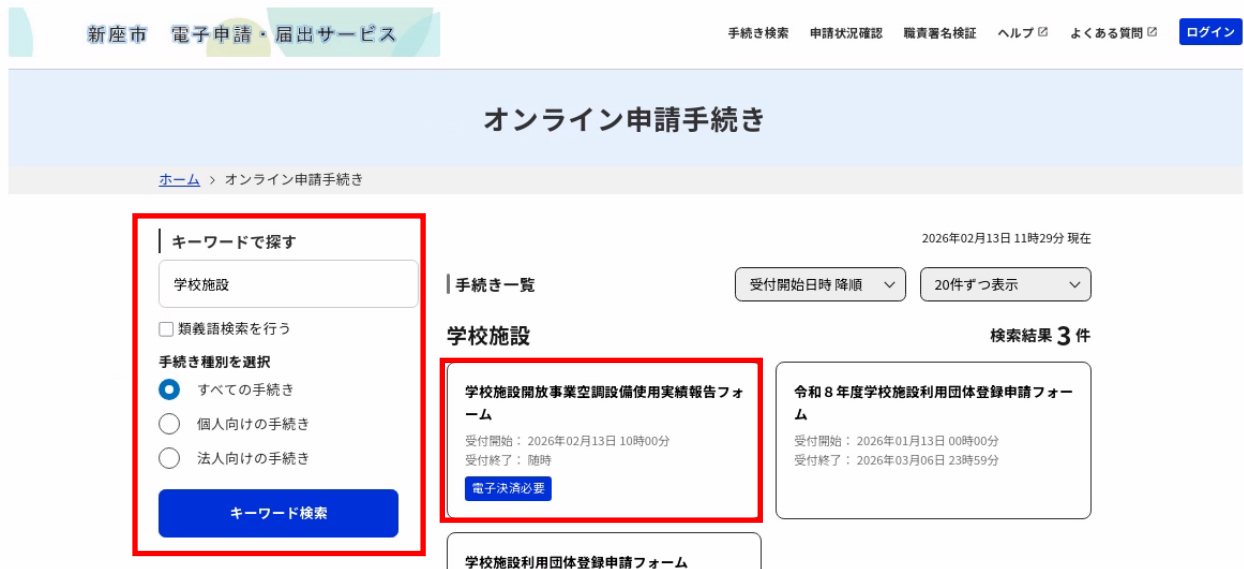 新座市 電子申請・届出サービス
手続き検索 申請状況確認 職責署名検証 ヘルプ よくある質問 ログイン
オンライン申請手続き
ホーム > オンライン申請手続き
キーワードで探す
学校施設
類義語検索を行う
手続き種別を選択
すべての手続き
個人向けの手続き
法人向けの手続き
キーワード検索
2026年02月13日 11時29分 現在
手続き一覧
受付開始日時 降順
20件ずつ表示
学校施設
検索結果 3 件
学校施設開放事業空調設備使用実績報告フォ
ーム
受付開始： 2026年02月13日 10時00分
受付終了： 随時
電子決済必要
令和８年度学校施設利用団体登録申請フォー
ム
受付開始： 2026年01月13日 00時00分
受付終了： 2026年03月06日 23時59分
学校施設利用団体登録申請フォーム